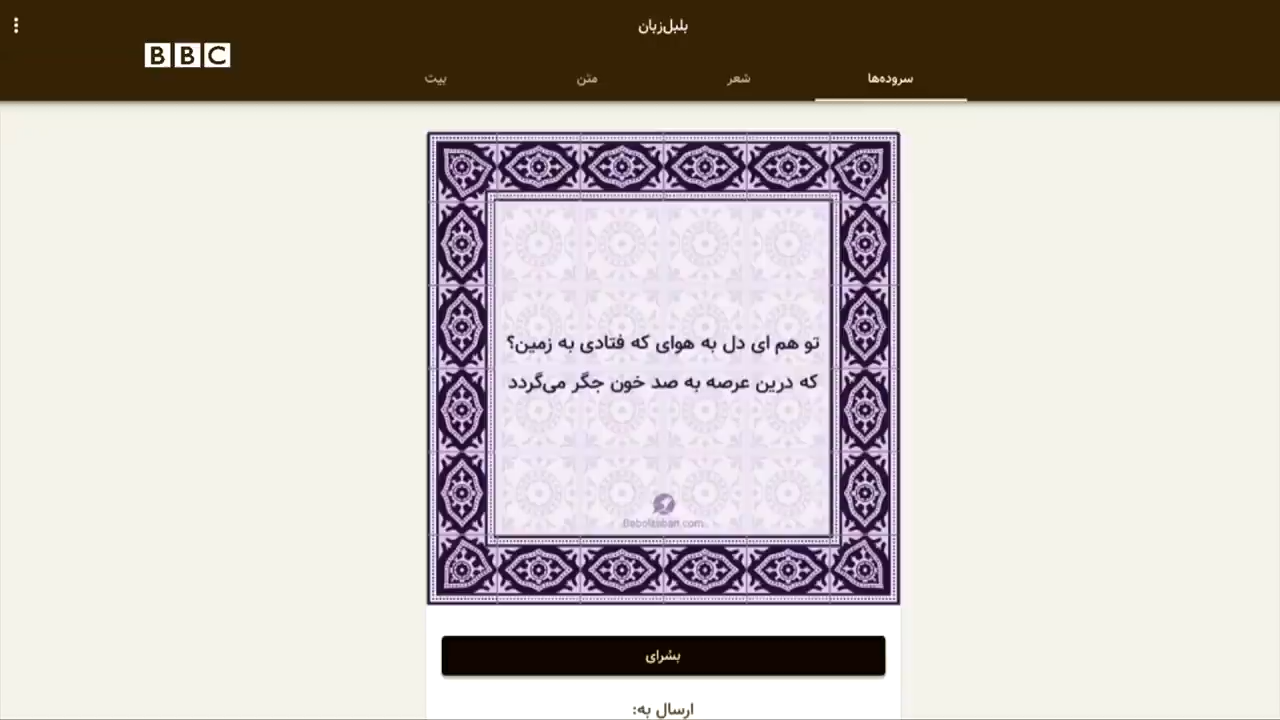 بلبل‌زبان
BBC
سروده‌ها
شعر
متن
بیت
تو هم ای دل به هوای که فتادی به زمین؟
که درین عرصه به صد خون جگر می‌گردد
Bebolzaban.com
بسُرای
ارسال به: